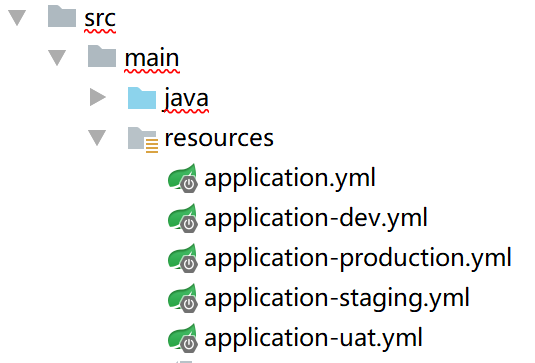 src
main
java
resources
application.yml
application-dev.yml
application-production.yml
application-staging.yml
application-uat.yml